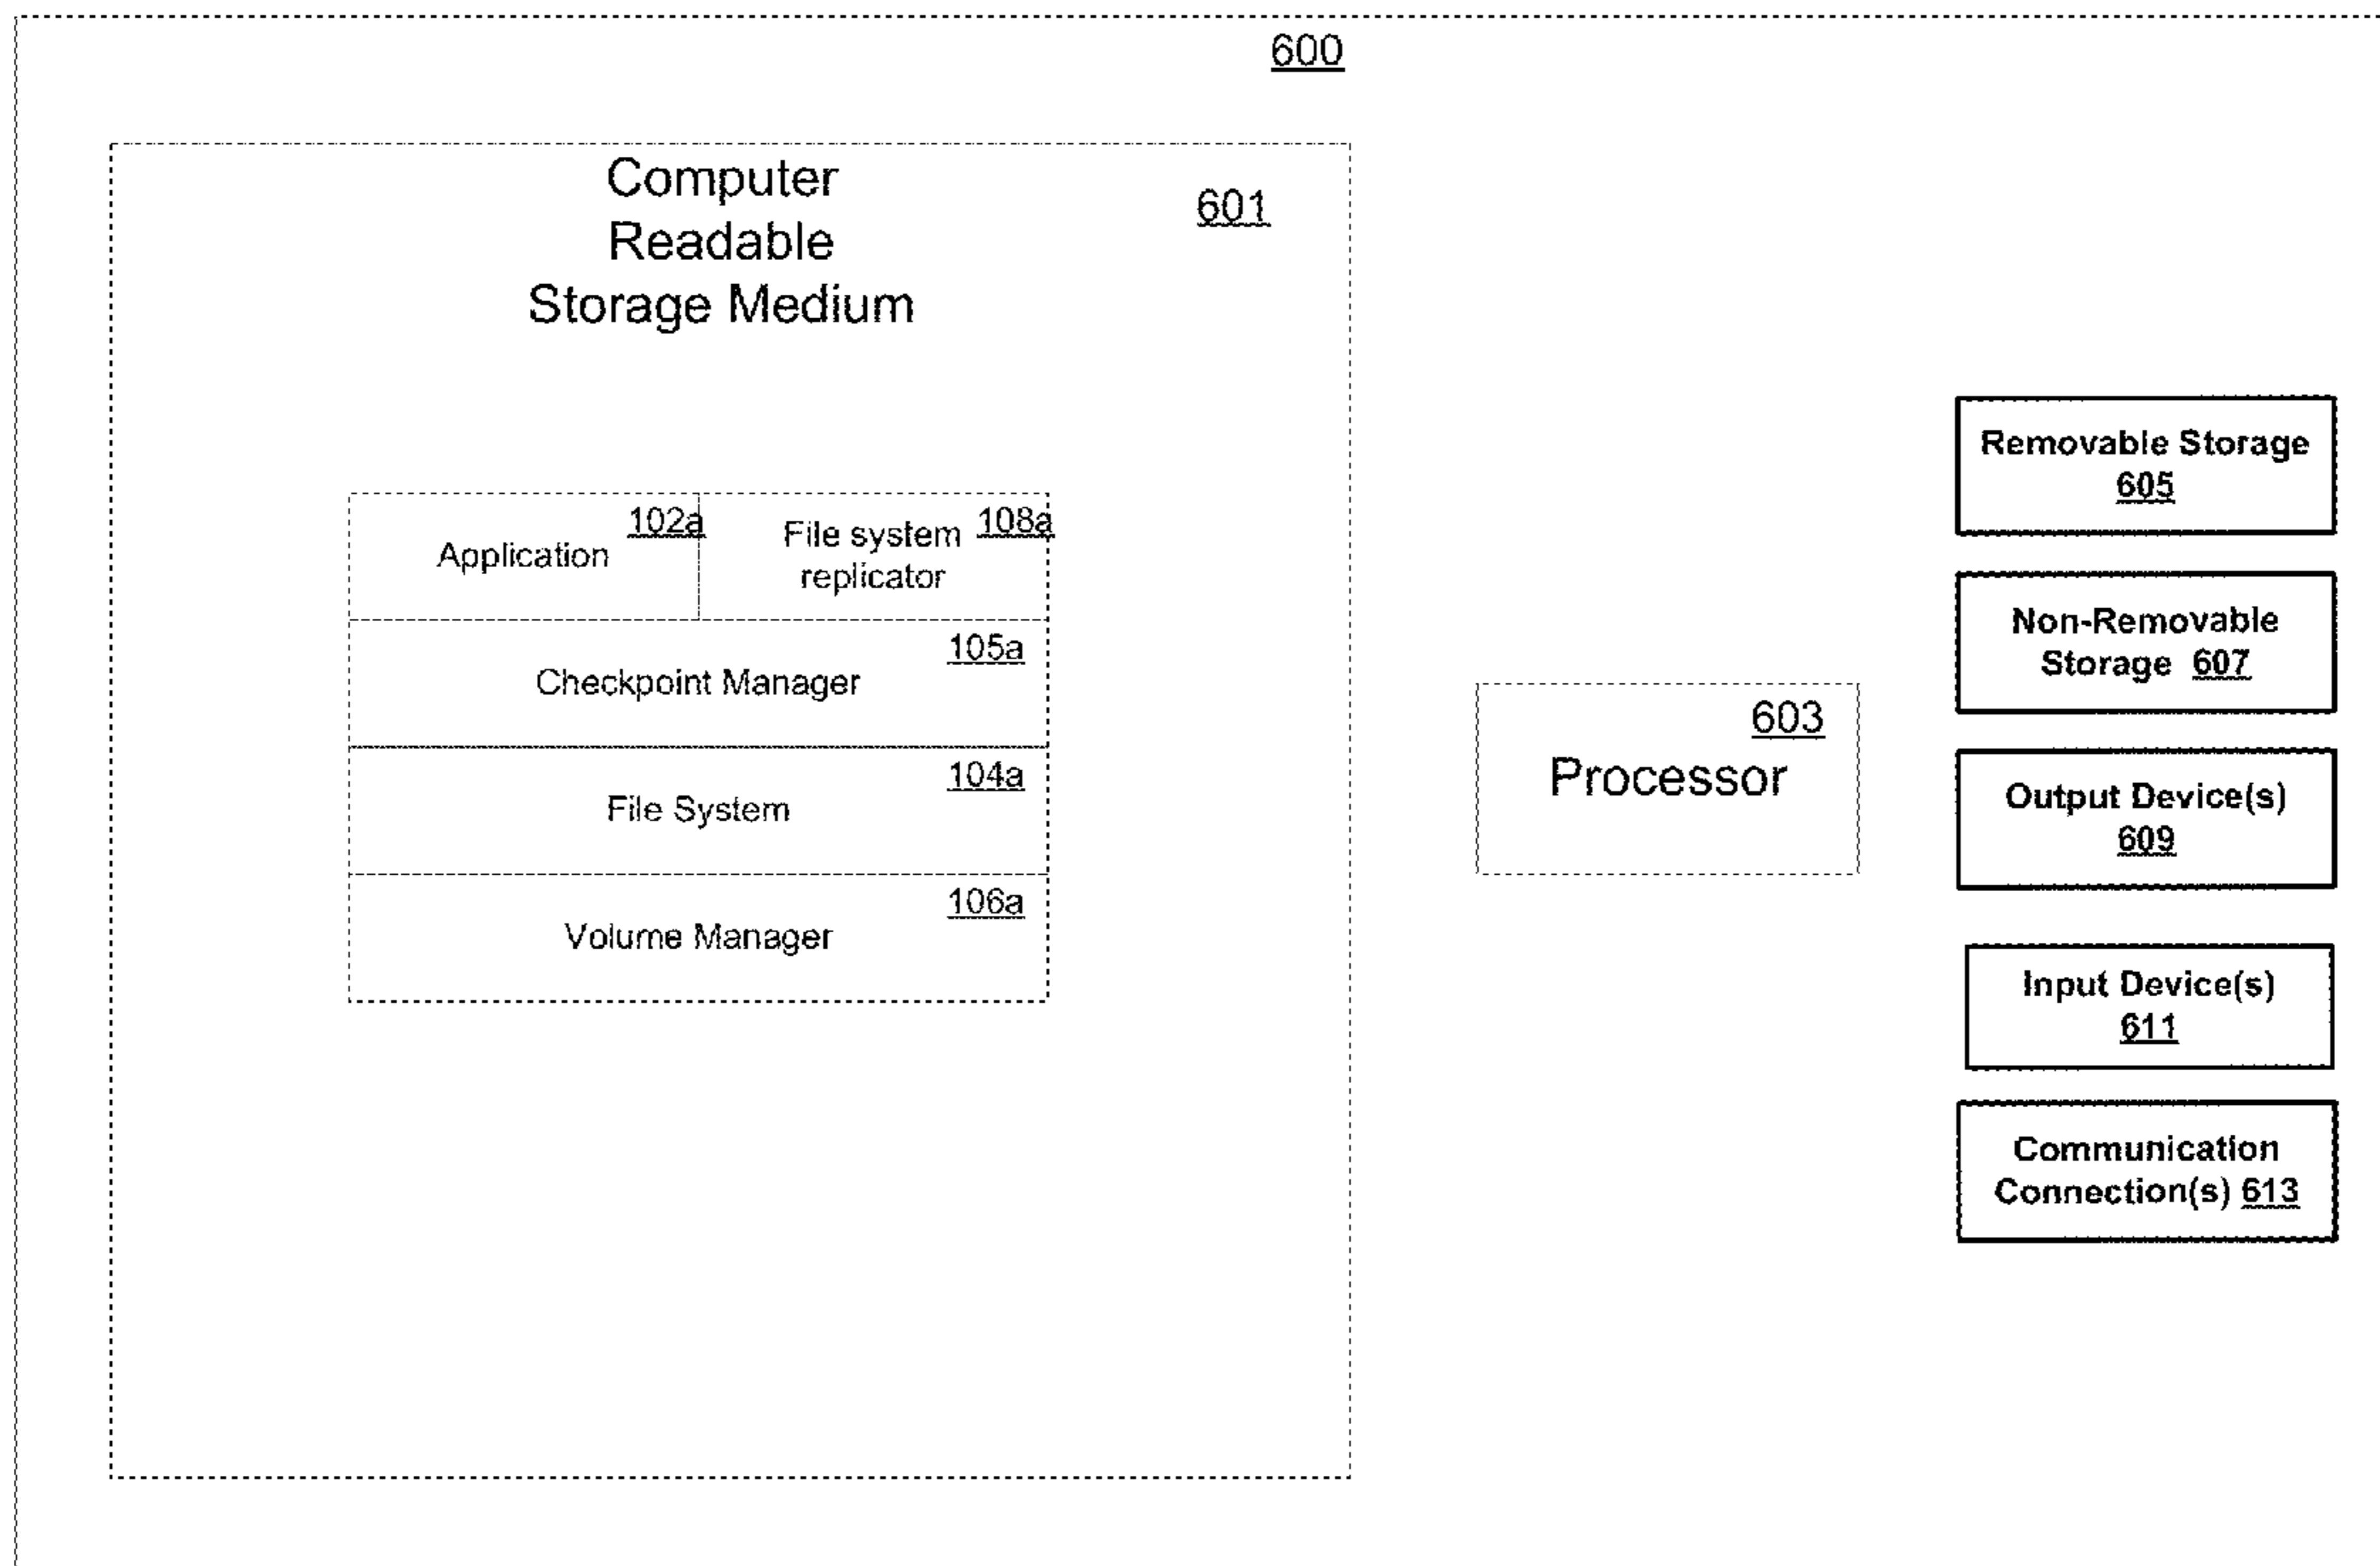 600
Computer
Readable
Storage Medium
601
Application
102a
File system
replicator
108a
Checkpoint Manager
105a
File System
104a
Volume Manager
106a
603
Processor
Removable Storage
605
Non-Removable
Storage 607
Output Device(s)
609
Input Device(s)
611
Communication
Connection(s) 613